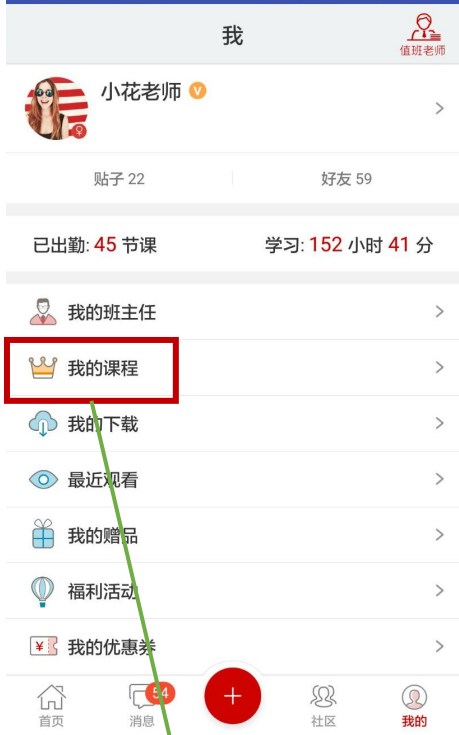 我
值班老师
小花老师 V
贴子 22 好友 59
已出勤: 45 节课 学习: 152 小时 41 分
我的班主任
我的课程
我的下载
最近观看
我的赠品
福利活动
¥ 我的优惠券
54
首页 消息 + 社区 我的